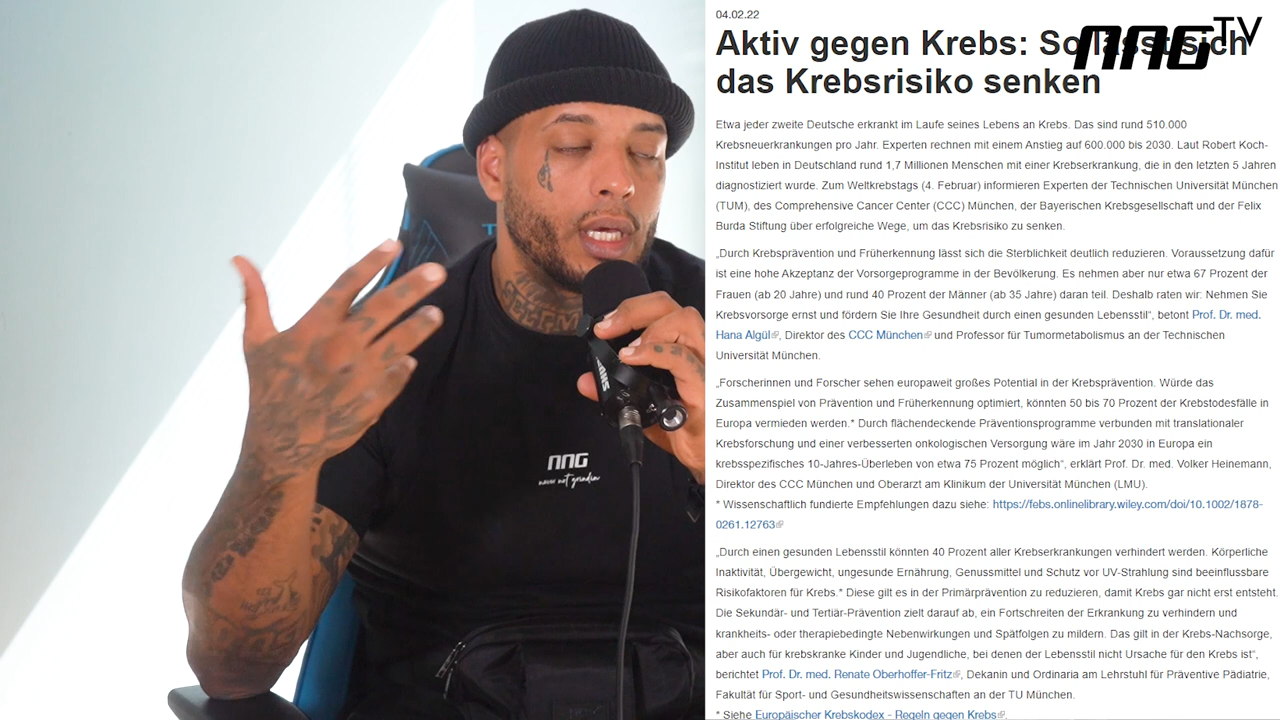 04.02.22
NNG TV
Aktiv gegen Krebs: So lässt sich
das Krebsrisiko senken
Etwa jeder zweite Deutsche erkrankt im Laufe seines Lebens an Krebs. Das sind rund 510.000
Krebsneuerkrankungen pro Jahr. Experten rechnen mit einem Anstieg auf 600.000 bis 2030. Laut Robert Koch-
Institut leben in Deutschland rund 1,7 Millionen Menschen mit einer Krebserkrankung, die in den letzten 5 Jahren
diagnostiziert wurde. Zum Weltkrebstags (4. Februar) informieren Experten der Technischen Universität München
(TUM), des Comprehensive Cancer Center (CCC) München, der Bayerischen Krebsgesellschaft und der Felix
Burda Stiftung über erfolgreiche Wege, um das Krebsrisiko zu senken.
„Durch Krebsprävention und Früherkennung lässt sich die Sterblichkeit deutlich reduzieren. Voraussetzung dafür
ist eine hohe Akzeptanz der Vorsorgeprogramme in der Bevölkerung. Es nehmen aber nur etwa 67 Prozent der
Frauen (ab 20 Jahre) und rund 40 Prozent der Männer (ab 35 Jahre) daran teil. Deshalb raten wir: Nehmen Sie
Krebsvorsorge ernst und fördern Sie Ihre Gesundheit durch einen gesunden Lebensstil“, betont Prof. Dr. med.
Hana Algül, Direktor des CCC München und Professor für Tumormetabolismus an der Technischen
Universität München.
„Forscherinnen und Forscher sehen europaweit großes Potential in der Krebsprävention. Würde das
Zusammenspiel von Prävention und Früherkennung optimiert, könnten 50 bis 70 Prozent der Krebstodesfälle in
Europa vermieden werden.* Durch flächendeckende Präventionsprogramme verbunden mit translationaler
Krebsforschung und einer verbesserten onkologischen Versorgung wäre im Jahr 2030 in Europa ein
krebsspezifisches 10-Jahres-Überleben von etwa 75 Prozent möglich“, erklärt Prof. Dr. med. Volker Heinemann,
Direktor des CCC München und Oberarzt am Klinikum der Universität München (LMU).
* Wissenschaftlich fundierte Empfehlungen dazu siehe: https://febs.onlinelibrary.wiley.com/doi/10.1002/1878-
0261.12763
„Durch einen gesunden Lebensstil könnten 40 Prozent aller Krebserkrankungen verhindert werden. Körperliche
Inaktivität, Übergewicht, ungesunde Ernährung, Genussmittel und Schutz vor UV-Strahlung sind beeinflussbare
Risikofaktoren für Krebs.* Diese gilt es in der Primärprävention zu reduzieren, damit Krebs gar nicht erst entsteht.
Die Sekundär- und Tertiär-Prävention zielt darauf ab, ein Fortschreiten der Erkrankung zu verhindern und
krankheits- oder therapiebedingte Nebenwirkungen und Spätfolgen zu mildern. Das gilt in der Krebs-Nachsorge,
aber auch für krebskranke Kinder und Jugendliche, bei denen der Lebensstil nicht Ursache für den Krebs ist“,
berichtet Prof. Dr. med. Renate Oberhoffer-Fritz, Dekanin und Ordinaria am Lehrstuhl für Präventive Pädiatrie,
Fakultät für Sport- und Gesundheitswissenschaften an der TU München.
* Siehe Europäischer Krebskodex - Regeln gegen Krebs.
NNG
never not grinden